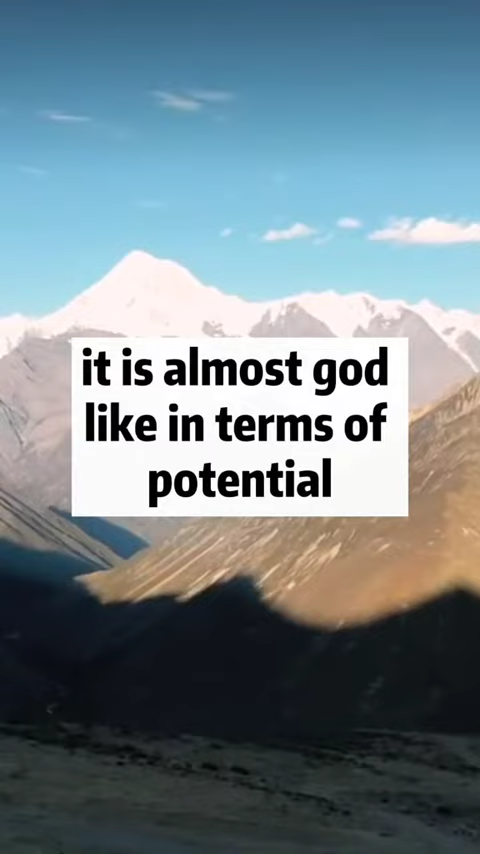 it is almost god
like in terms of
potential